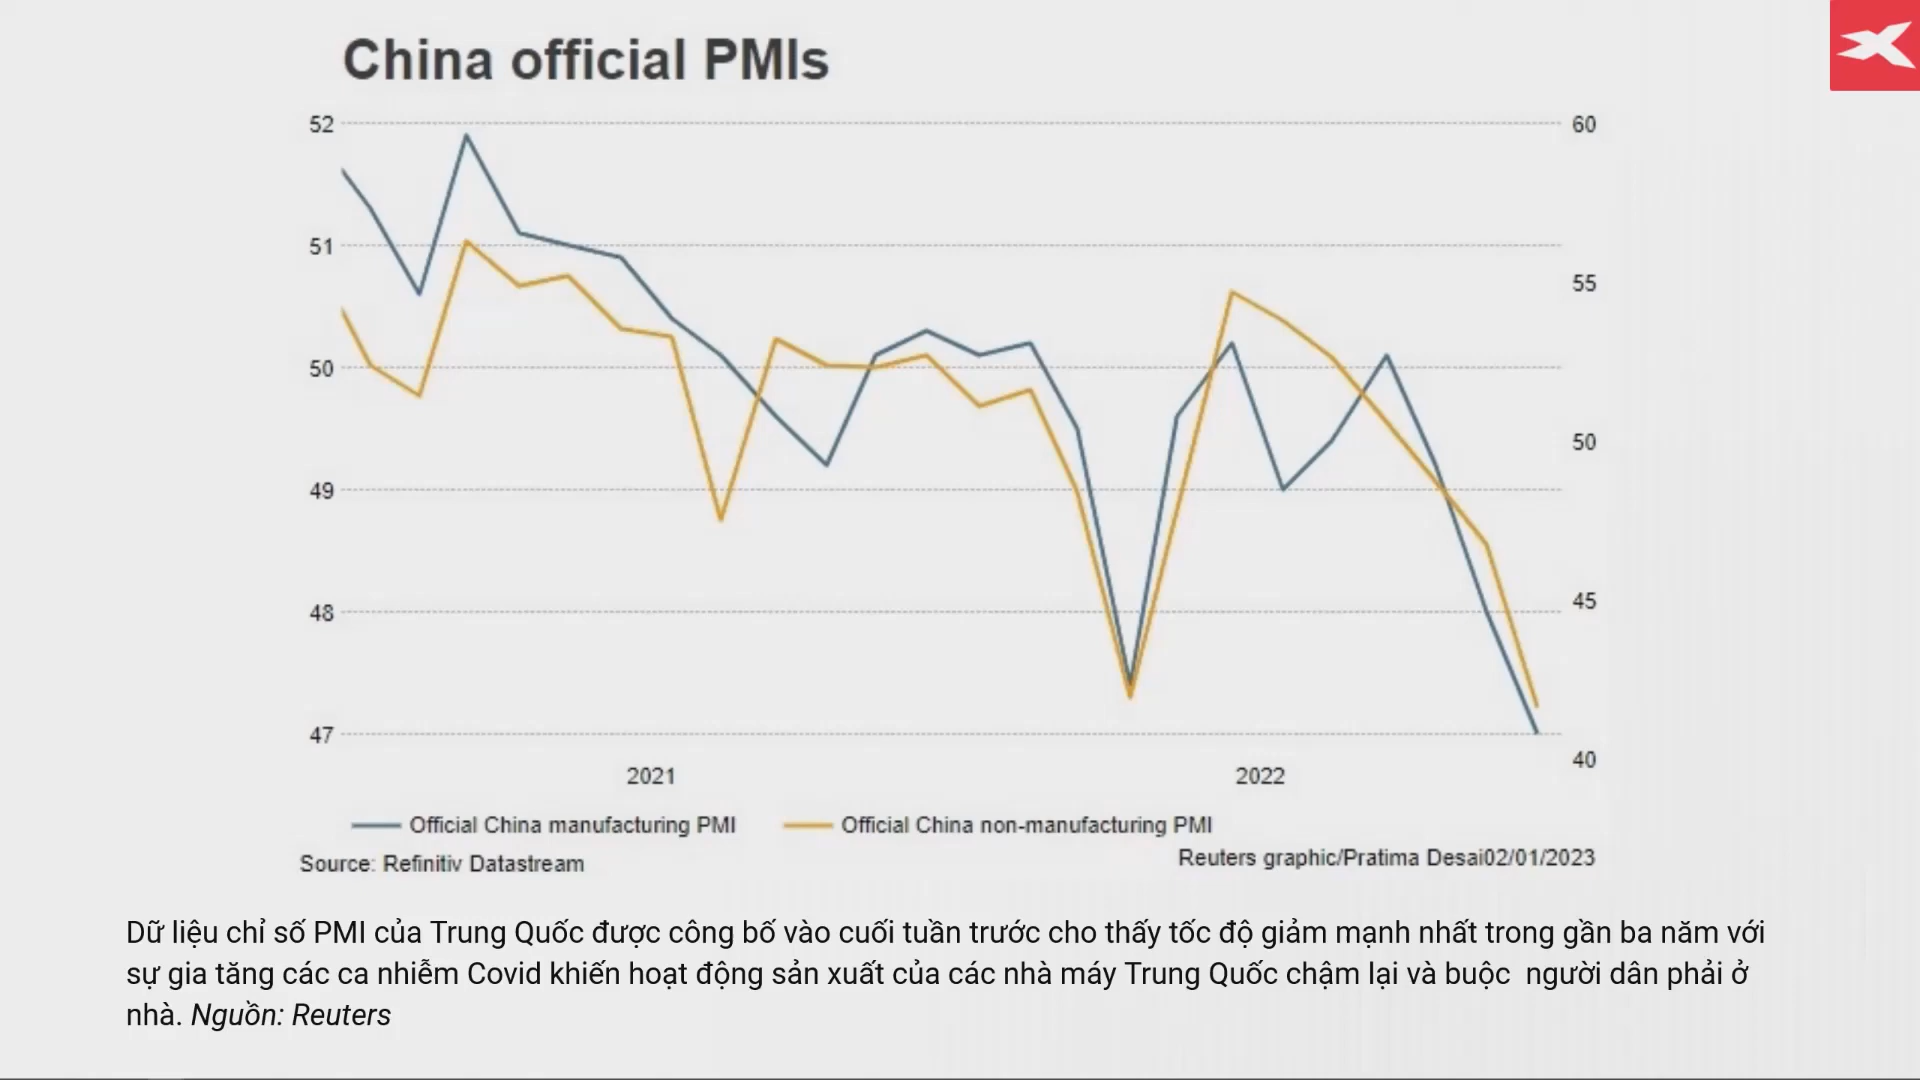 China official PMIs
52
60
51
55
50
50
49
48
45
47
40
2021
2022
Official China manufacturing PMI
Official China non-manufacturing PMI
Source: Refinitiv Datastream
Reuters graphic/Pratima Desai02/01/2023
Dữ liệu chỉ số PMI của Trung Quốc được công bố vào cuối tuần trước cho thấy tốc độ giảm mạnh nhất trong gần ba năm với
sự gia tăng các ca nhiễm Covid khiến hoạt động sản xuất của các nhà máy Trung Quốc chậm lại và buộc  người dân phải ở
nhà. Nguồn: Reuters